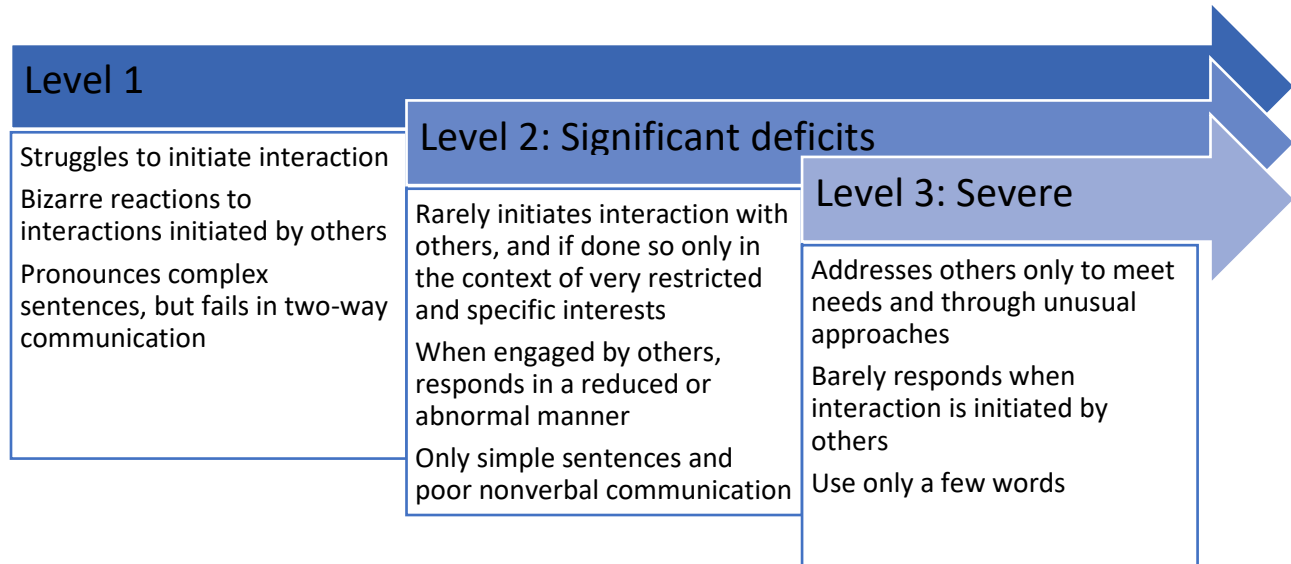 Level 1
Struggles to initiate interaction
Bizarre reactions to
interactions initiated by others
Pronounces complex
sentences, but fails in two-way
communication
Level 2: Significant deficits
Rarely initiates interaction with
others, and if done so only in
the context of very restricted
and specific interests
When engaged by others,
responds in a reduced or
abnormal manner
Only simple sentences and
poor nonverbal communication
Level 3: Severe
Addresses others only to meet
needs and through unusual
approaches
Barely responds when
interaction is initiated by
others
Use only a few words